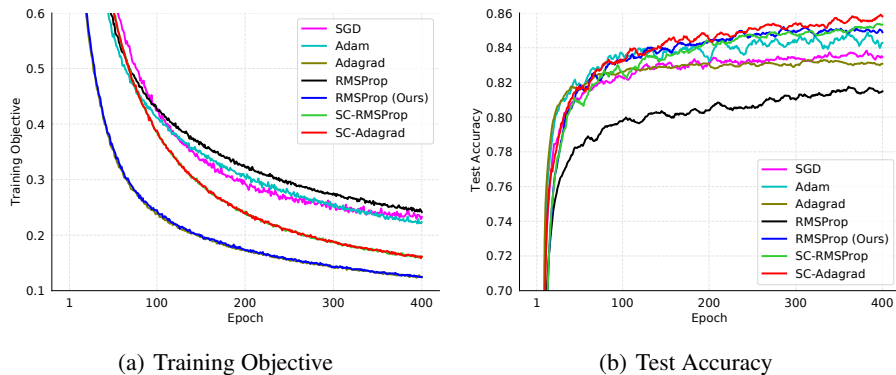 0.6
0.5
0.4
0.3
0.2
0.1
Training Objective
1
100
200
300
400
Epoch
SGD
Adam
Adagrad
RMSProp
RMSProp (Ours)
SC-RMSProp
SC-Adagrad
(a) Training Objective
0.86
0.84
0.82
0.80
0.78
0.76
0.74
0.72
0.70
Test Accuracy
1
100
200
300
400
Epoch
SGD
Adam
Adagrad
RMSProp
RMSProp (Ours)
SC-RMSProp
SC-Adagrad
(b) Test Accuracy